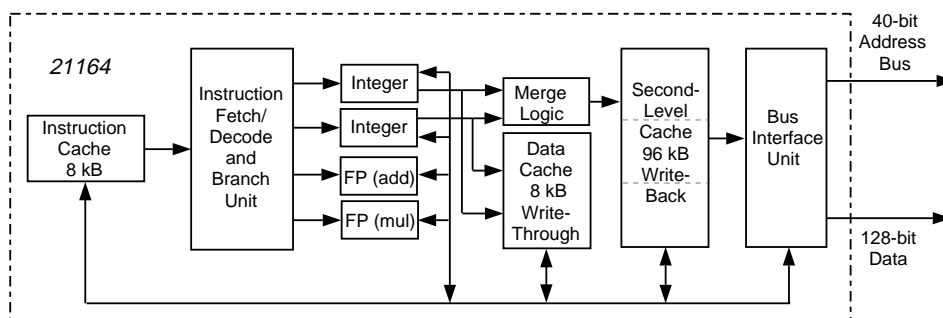 21164
Instruction
Cache
8 kB
Instruction
Fetch/
Decode
and
Branch
Unit
Integer
Integer
FP (add)
FP (mul)
Merge
Logic
Data
Cache
8 kB
Write-
Through
Second-
Level
Cache
96 kB
Write-
Back
Bus
Interface
Unit
40-bit
Address
Bus
128-bit
Data